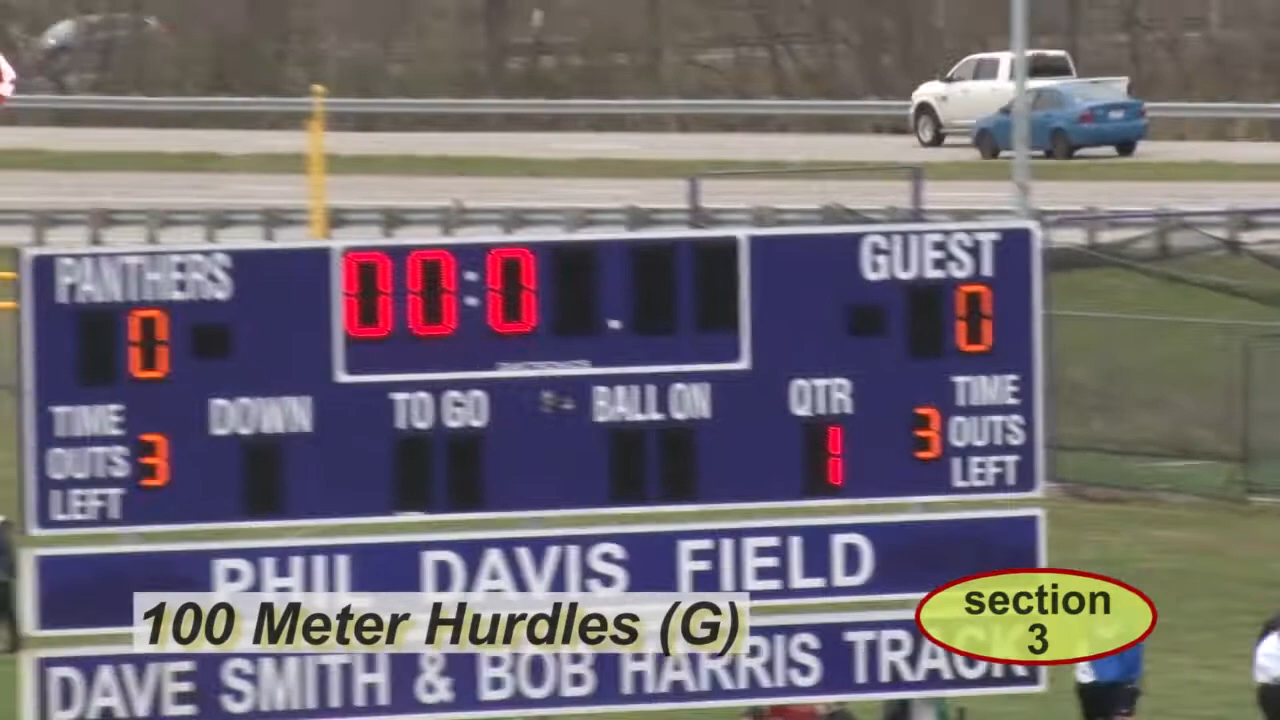 PANTHERS
00:0
GUEST
0
0
DOWN
TO GO
BALL ON
QTR
TIME
OUTS
LEFT
3
1
3
TIME
OUTS
LEFT
PHIL DAVIS FIELD
100 Meter Hurdles (G)
section
3
DAVE SMITH & BOB HARRIS TRACK